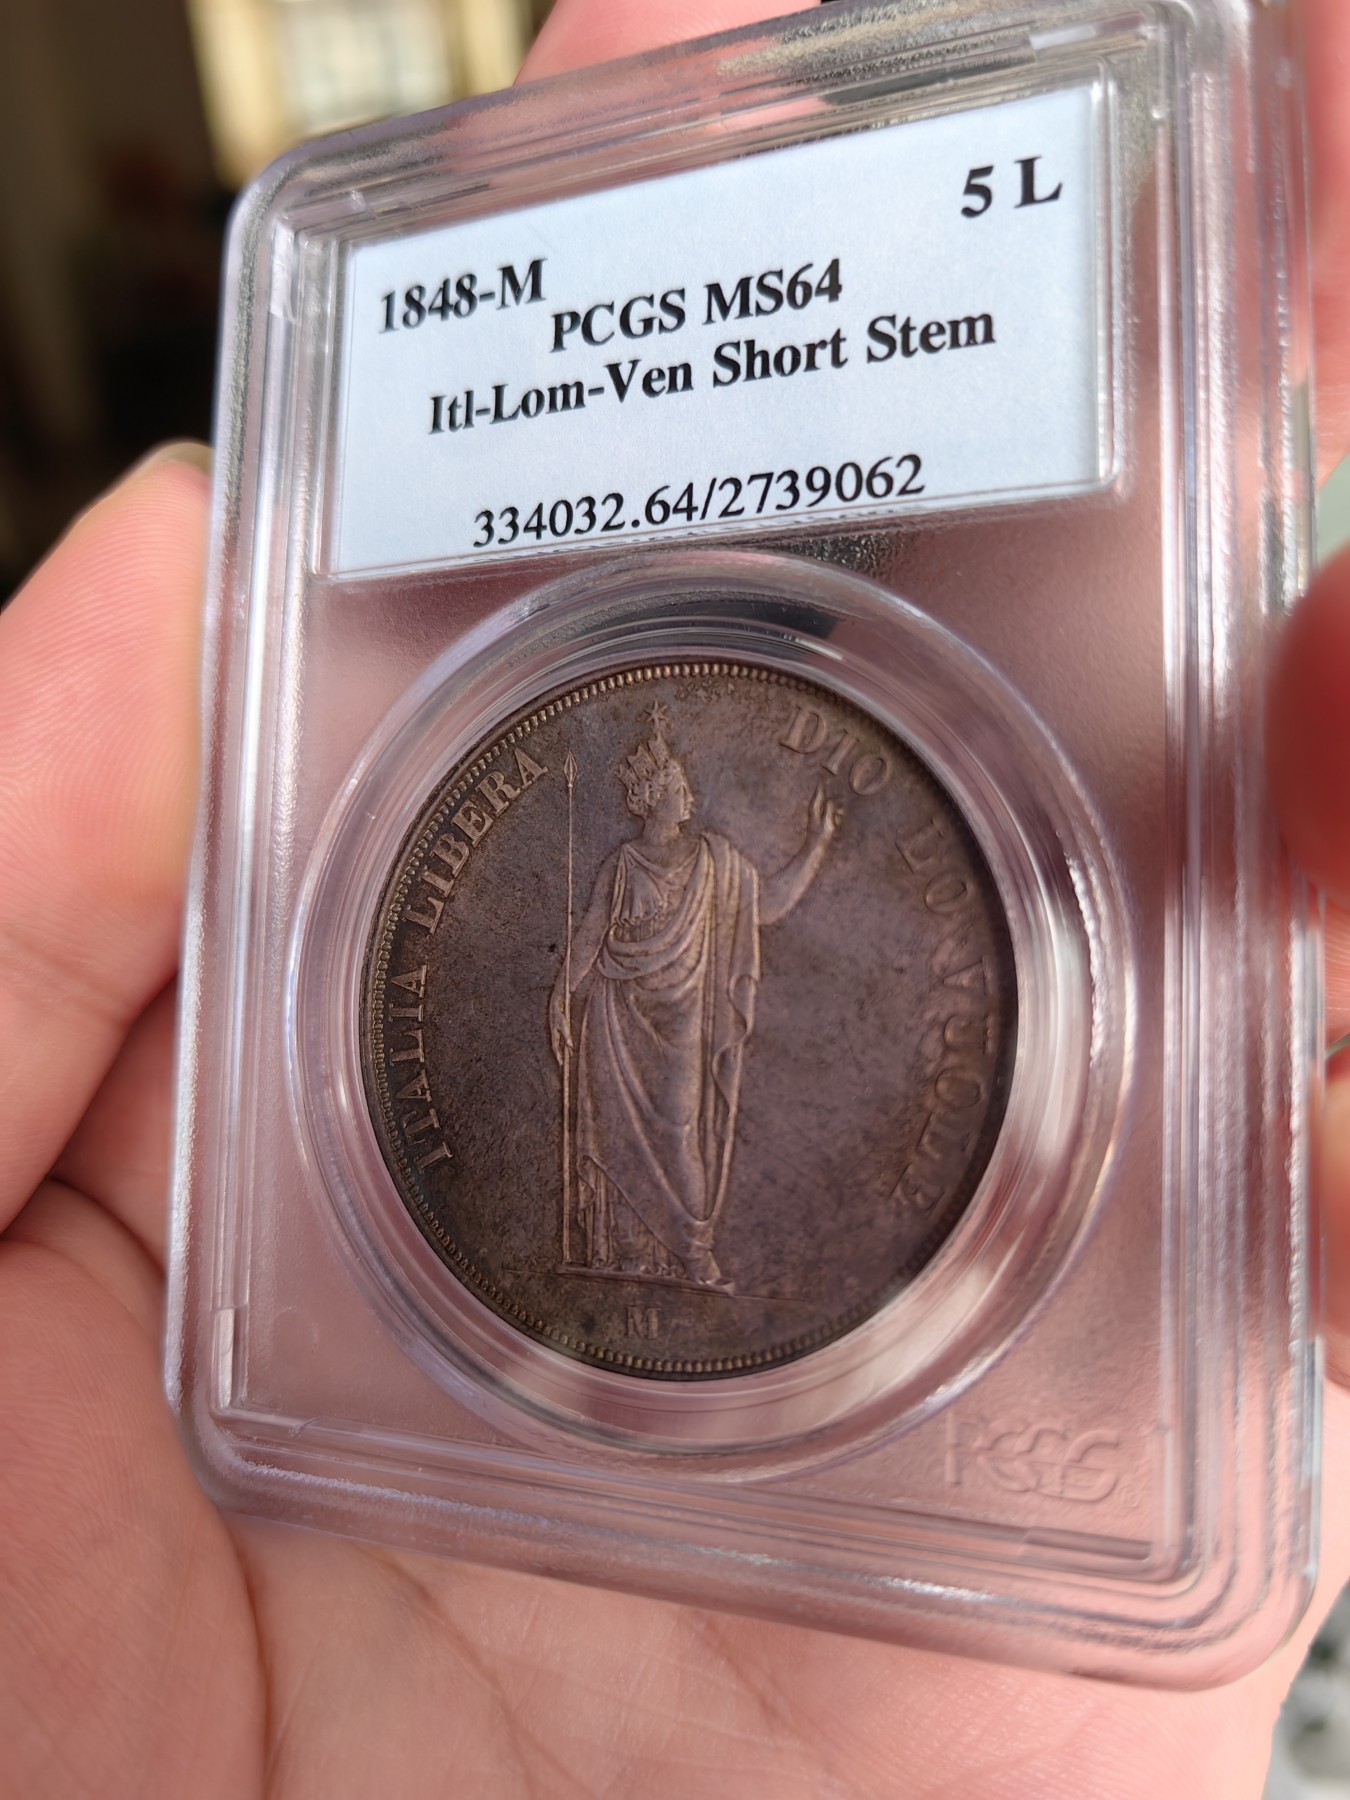 5 L
1848-M
PCGS MS64
Itl-Lom-Ven Short Stem
334032.64/2739062
ITALIA LIBERA
DIO LO VUOLE
M
PCGS